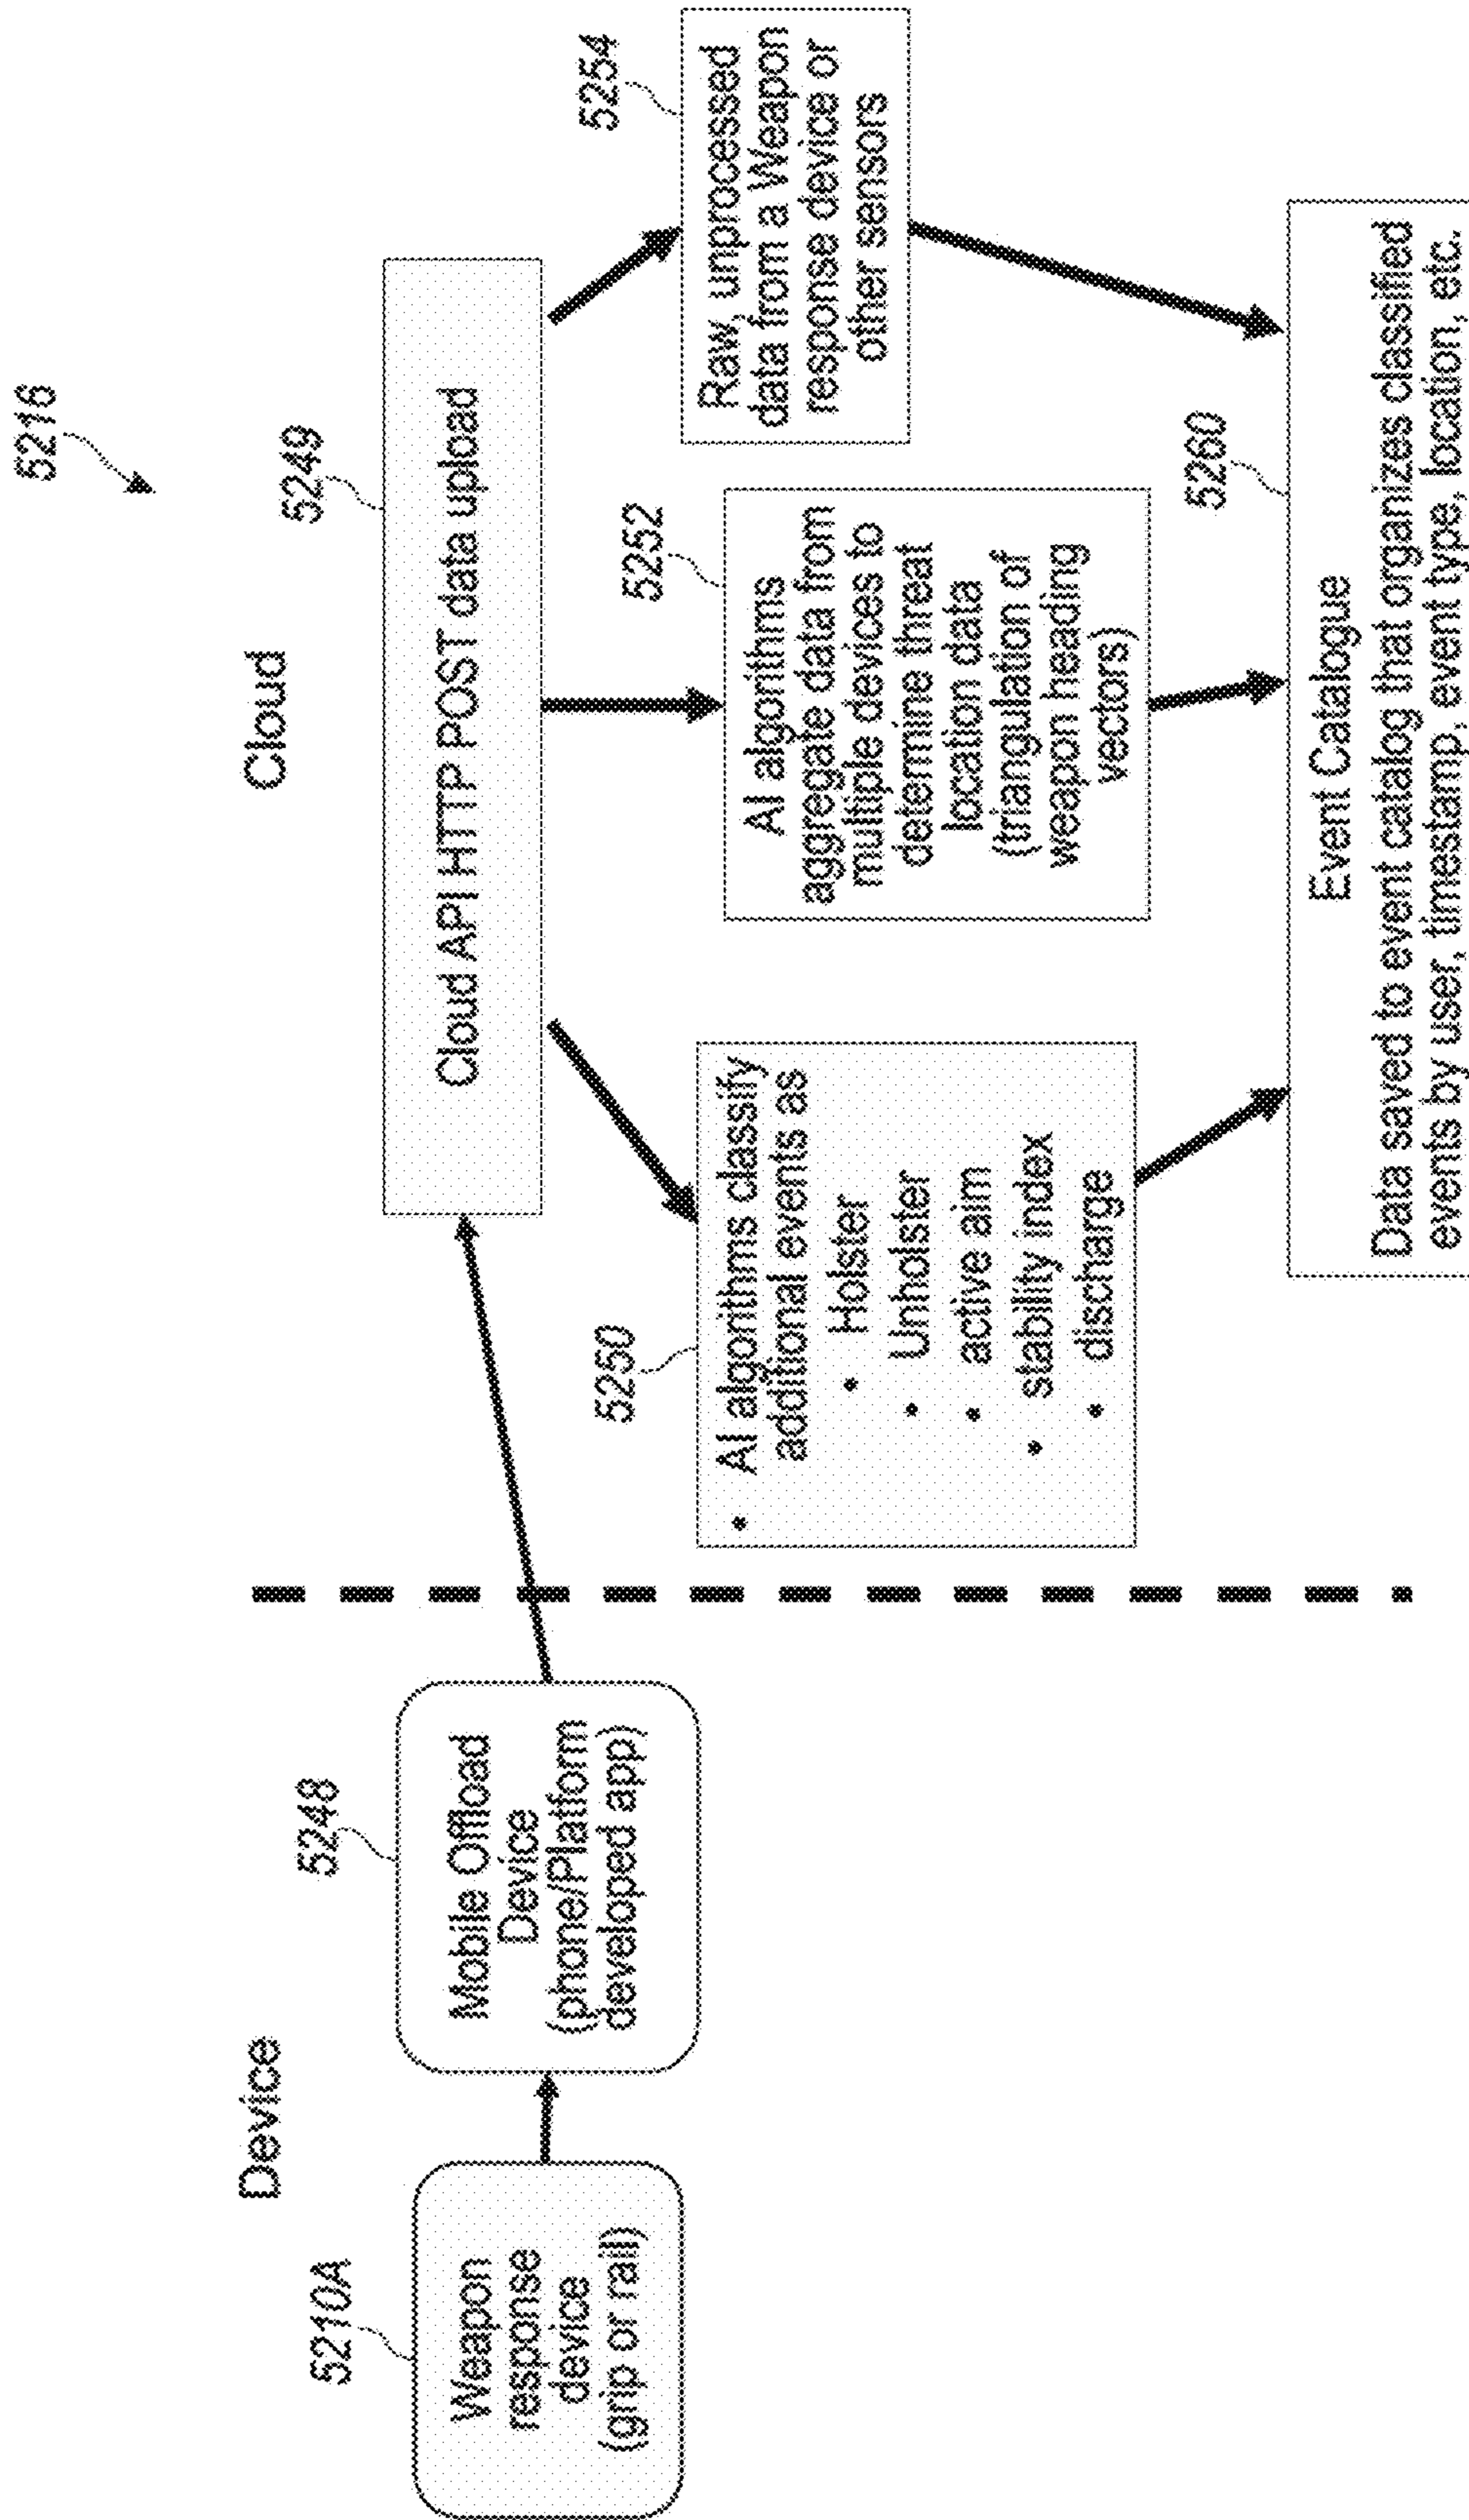 5216
Device
Cloud
5210A
Weapon
response
device
(grip or rail)
5248
Mobile Offload
Device
(phone/Platform
developed app)
5249
Cloud API HTTP POST data upload
5250
• AI algorithms classify
additional events as
• Holster
• Unholster
• active aim
• stability index
• discharge
5252
AI algorithms
aggregate data from
multiple devices to
determine threat
location data
(triangulation of
weapon heading
vectors)
5254
Raw, unprocessed
data from a Weapon
response device or
other sensors
5260
Event Catalogue
Data saved to event catalog that organizes classified
events by user, timestamp, event type, location, etc.